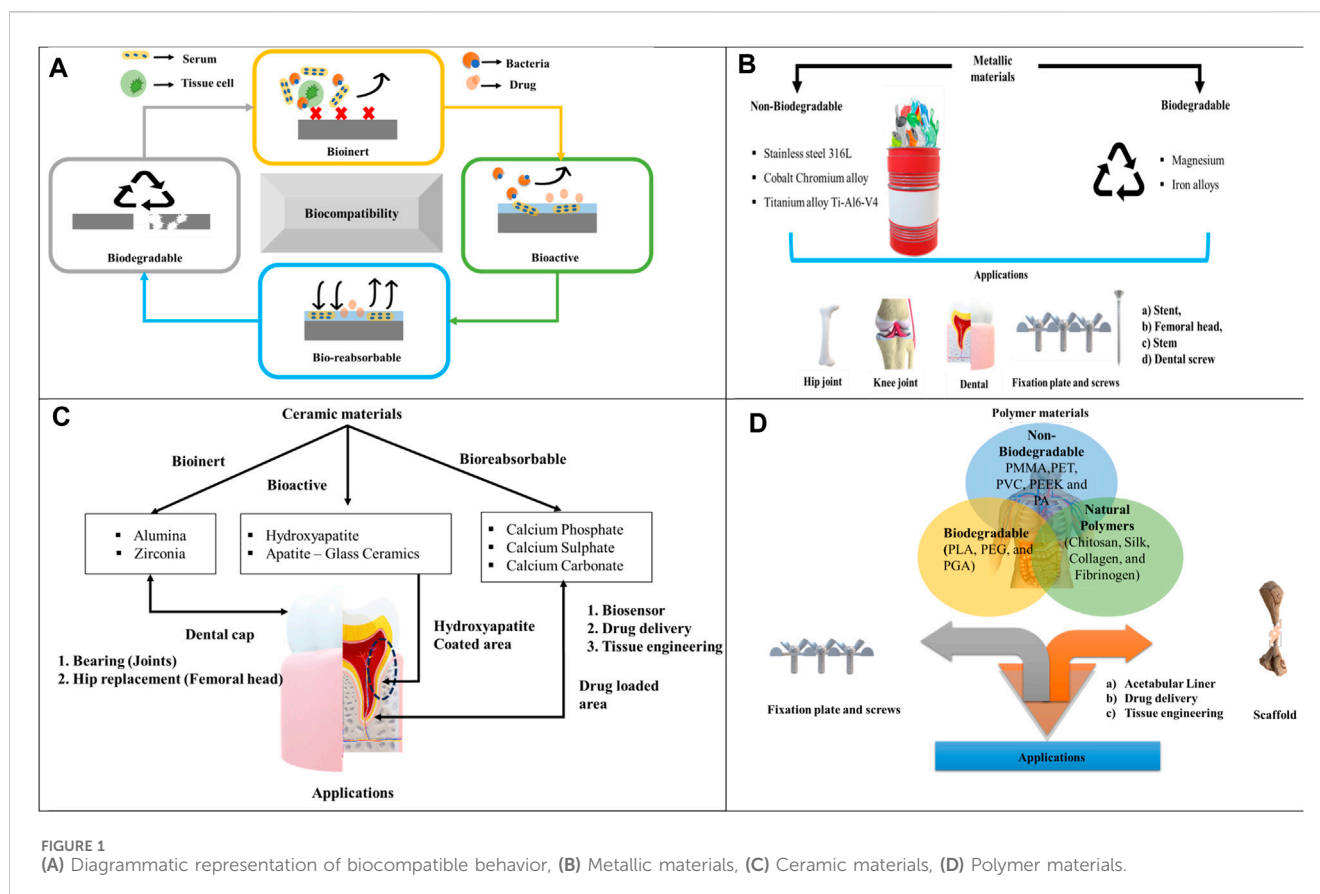 A
Serum
Tissue cell
Bacteria
Drug
Bioinert
Biocompatibility
Biodegradable
Bioactive
Bio-reabsorbable
B
Metallic
materials
Non-Biodegradable
Biodegradable
▪ Stainless steel 316L
▪ Cobalt Chromium alloy
▪ Titanium alloy Ti-Al6-V4
▪ Magnesium
▪ Iron alloys
Applications
a) Stent,
b) Femoral head,
c) Stem
d) Dental screw
Hip joint
Knee joint
Dental
Fixation plate and screws
C
Ceramic materials
Bioinert
Bioactive
Bioreabsorbable
▪ Alumina
▪ Zirconia
▪ Hydroxyapatite
▪ Apatite – Glass Ceramics
▪ Calcium Phosphate
▪ Calcium Sulphate
▪ Calcium Carbonate
Dental cap
1. Bearing (Joints)
2. Hip replacement (Femoral head)
Hydroxyapatite
Coated area
1. Biosensor
2. Drug delivery
3. Tissue engineering
Drug loaded
area
Applications
D
Polymer materials
Non-
Biodegradable
PMMA,PET,
PVC, PEEK and
PA
Biodegradable
(PLA, PEG, and
PGA)
Natural
Polymers
(Chitosan, Silk,
Collagen, and
Fibrinogen)
Fixation plate and screws
a) Acetabular Liner
b) Drug delivery
c) Tissue engineering
Scaffold
Applications
FIGURE 1
(A) Diagrammatic representation of biocompatible behavior, (B) Metallic materials, (C) Ceramic materials, (D) Polymer materials.